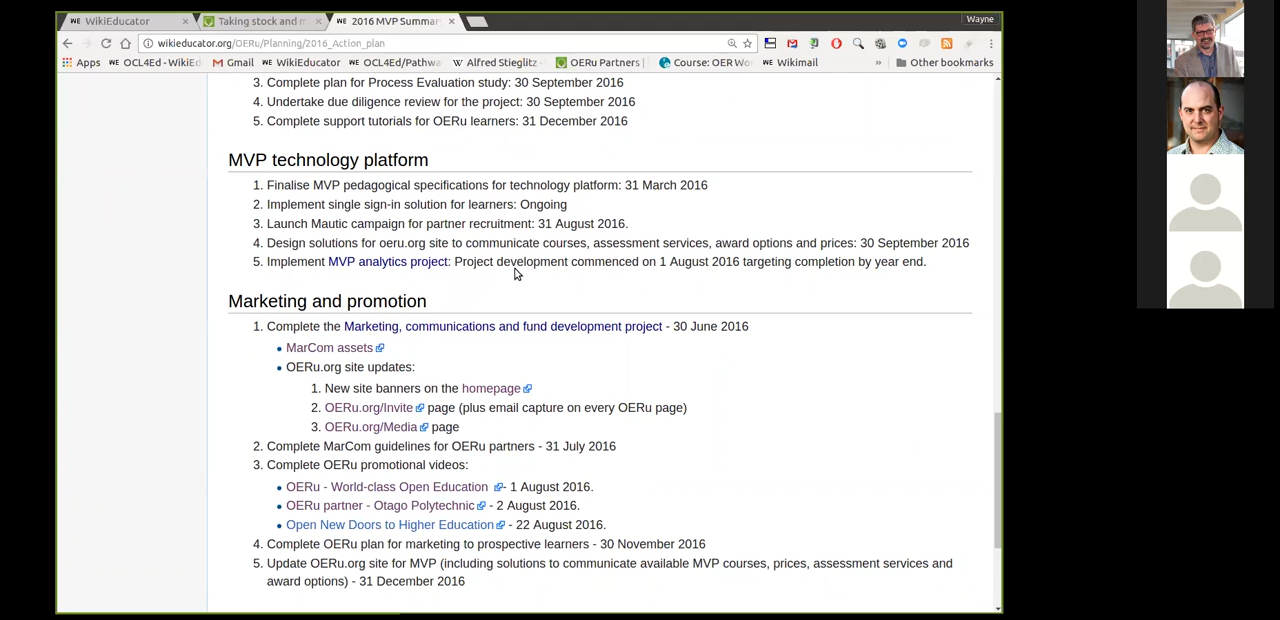 WikiEducator
Taking stock and m
2016 MVP Summar
Wayne
wikieducator.org/OERu/Planning/2016_Action_plan
Apps
OCL4Ed - WikiEd
Gmail
WikiEducator
OCL4Ed/Pathwa
Alfred Stieglitz -
OERu Partners |
Course: OER Wo
Wikimail
»
Other bookmarks
3. Complete plan for Process Evaluation study: 30 September 2016
4. Undertake due diligence review for the project: 30 September 2016
5. Complete support tutorials for OERu learners: 31 December 2016
MVP technology platform
1. Finalise MVP pedagogical specifications for technology platform: 31 March 2016
2. Implement single sign-in solution for learners: Ongoing
3. Launch Mautic campaign for partner recruitment: 31 August 2016.
4. Design solutions for oeru.org site to communicate courses, assessment services, award options and prices: 30 September 2016
5. Implement MVP analytics project: Project development commenced on 1 August 2016 targeting completion by year end.
Marketing and promotion
1. Complete the Marketing, communications and fund development project - 30 June 2016
• MarCom assets
• OERu.org site updates:
1. New site banners on the homepage
2. OERu.org/Invite page (plus email capture on every OERu page)
3. OERu.org/Media page
2. Complete MarCom guidelines for OERu partners - 31 July 2016
3. Complete OERu promotional videos:
• OERu - World-class Open Education - 1 August 2016.
• OERu partner - Otago Polytechnic - 2 August 2016.
• Open New Doors to Higher Education - 22 August 2016.
4. Complete OERu plan for marketing to prospective learners - 30 November 2016
5. Update OERu.org site for MVP (including solutions to communicate available MVP courses, prices, assessment services and
award options) - 31 December 2016